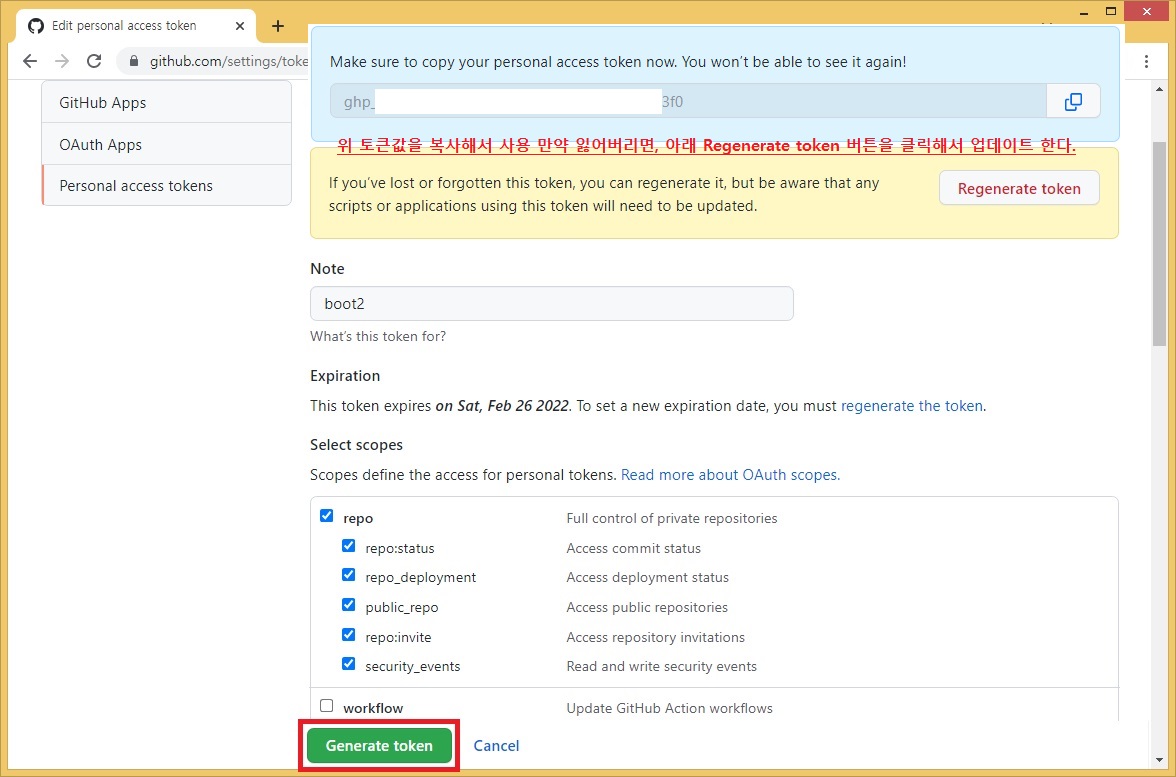 Edit personal access token
github.com/settings/toke
GitHub Apps
OAuth Apps
Personal access tokens
Make sure to copy your personal access token now. You won't be able to see it again!
ghp_ 3f0
위 토큰값을 복사해서 사용 만약 잃어버리면, 아래 Regenerate token 버튼을 클릭해서 업데이트 한다.
If you've lost or forgotten this token, you can regenerate it, but be aware that any
scripts or applications using this token will need to be updated.
Regenerate token
Note
boot2
What's this token for?
Expiration
This token expires on Sat, Feb 26 2022. To set a new expiration date, you must regenerate the token.
Select scopes
Scopes define the access for personal tokens. Read more about OAuth scopes.
repo Full control of private repositories
repo:status Access commit status
repo_deployment Access deployment status
public_repo Access public repositories
repo:invite Access repository invitations
security_events Read and write security events
workflow Update GitHub Action workflows
Generate token Cancel